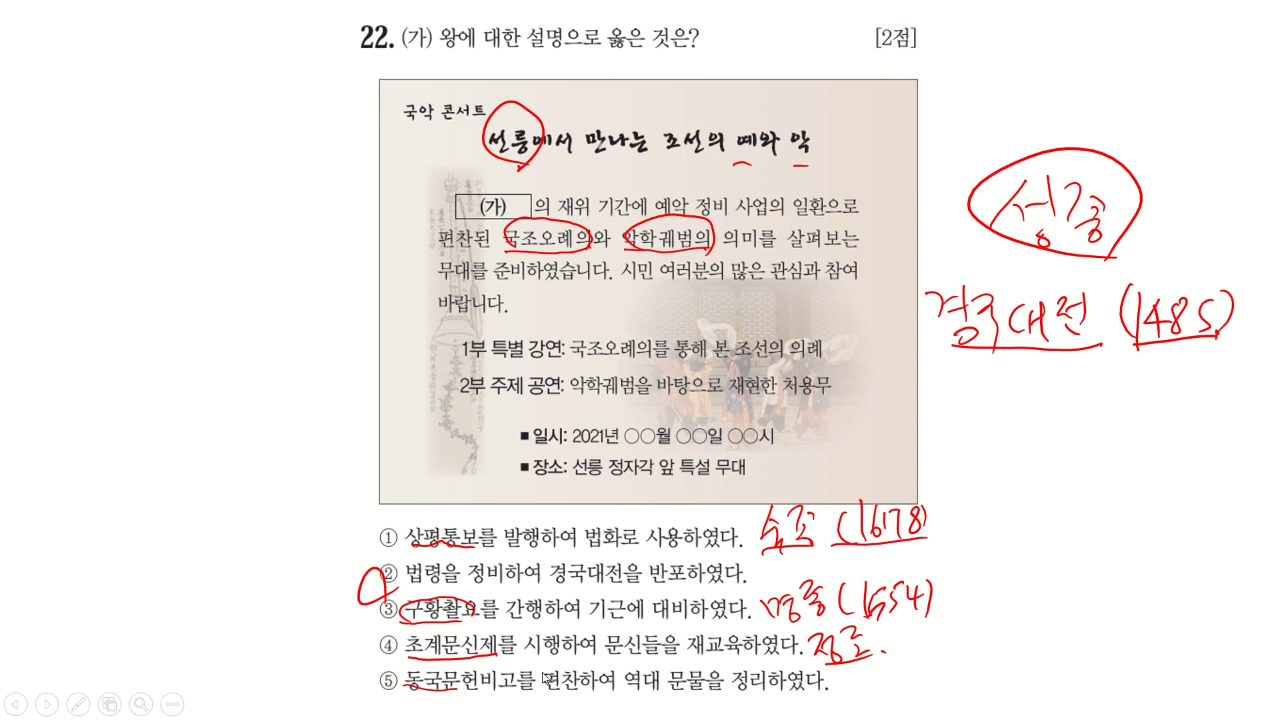 22. (가) 왕에 대한 설명으로 옳은 것은? [2점]
국악 콘서트
선릉에서 만나는 조선의 예와 악
(가) 의 재위 기간에 예악 정비 사업의 일환으로
편찬된 국조오례의와 악학궤범의 의미를 살펴보는
무대를 준비하였습니다. 시민 여러분의 많은 관심과 참여
바랍니다.
1부 특별 강연: 국조오례의를 통해 본 조선의 의례
2부 주제 공연: 악학궤범을 바탕으로 재현한 처용무
■ 일시: 2021년 ○○월 ○○일 ○○시
■ 장소: 선릉 정자각 앞 특설 무대
성종
경국대전 (1485)
① 상평통보를 발행하여 법화로 사용하였다. 숙종 (1678)
② 법령을 정비하여 경국대전을 반포하였다.
③ 구황촬요를 간행하여 기근에 대비하였다. 명종 (1554)
④ 초계문신제를 시행하여 문신들을 재교육하였다. 정조.
⑤ 동국문헌비고를 편찬하여 역대 문물을 정리하였다.